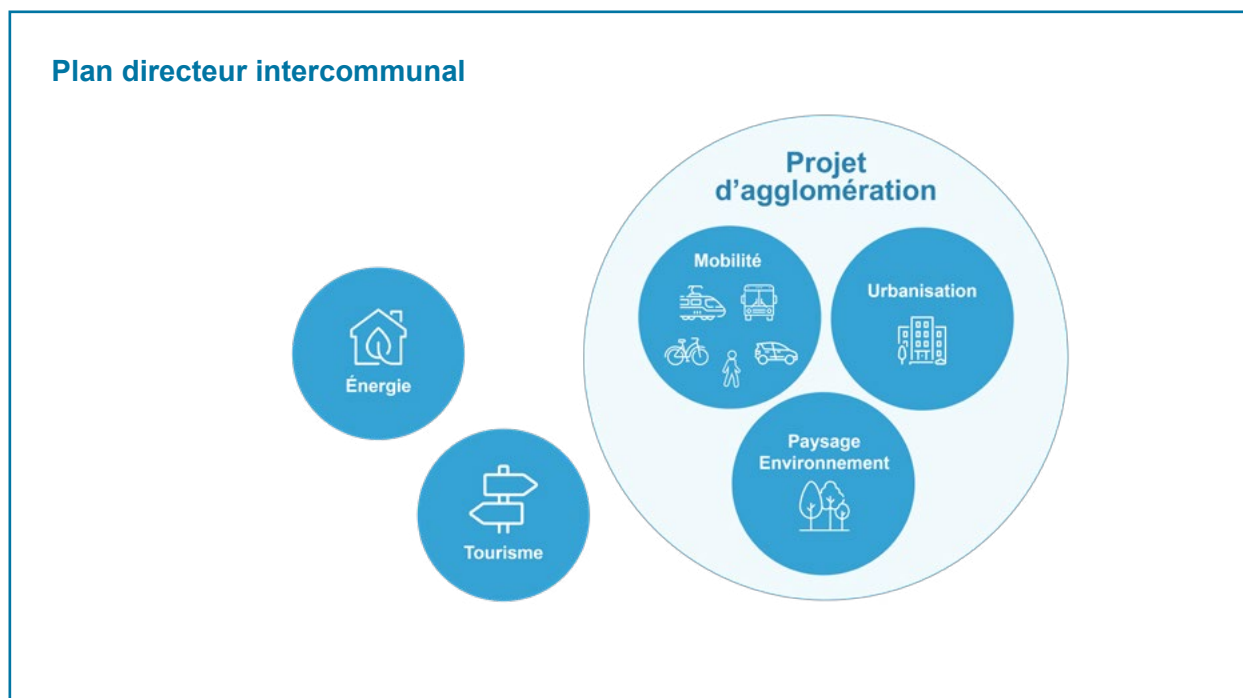 Plan directeur intercommunal
Projet
d'agglomération
Mobilité
Urbanisation
Énergie
Paysage
Environnement
Tourisme